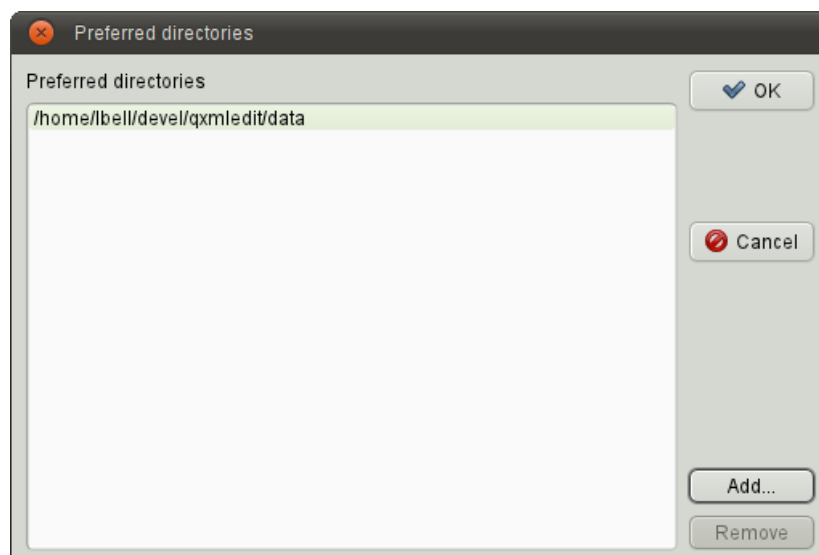 Preferred directories
Preferred directories
/home/lbell/devel/qxmledit/data
OK
Cancel
Add...
Remove